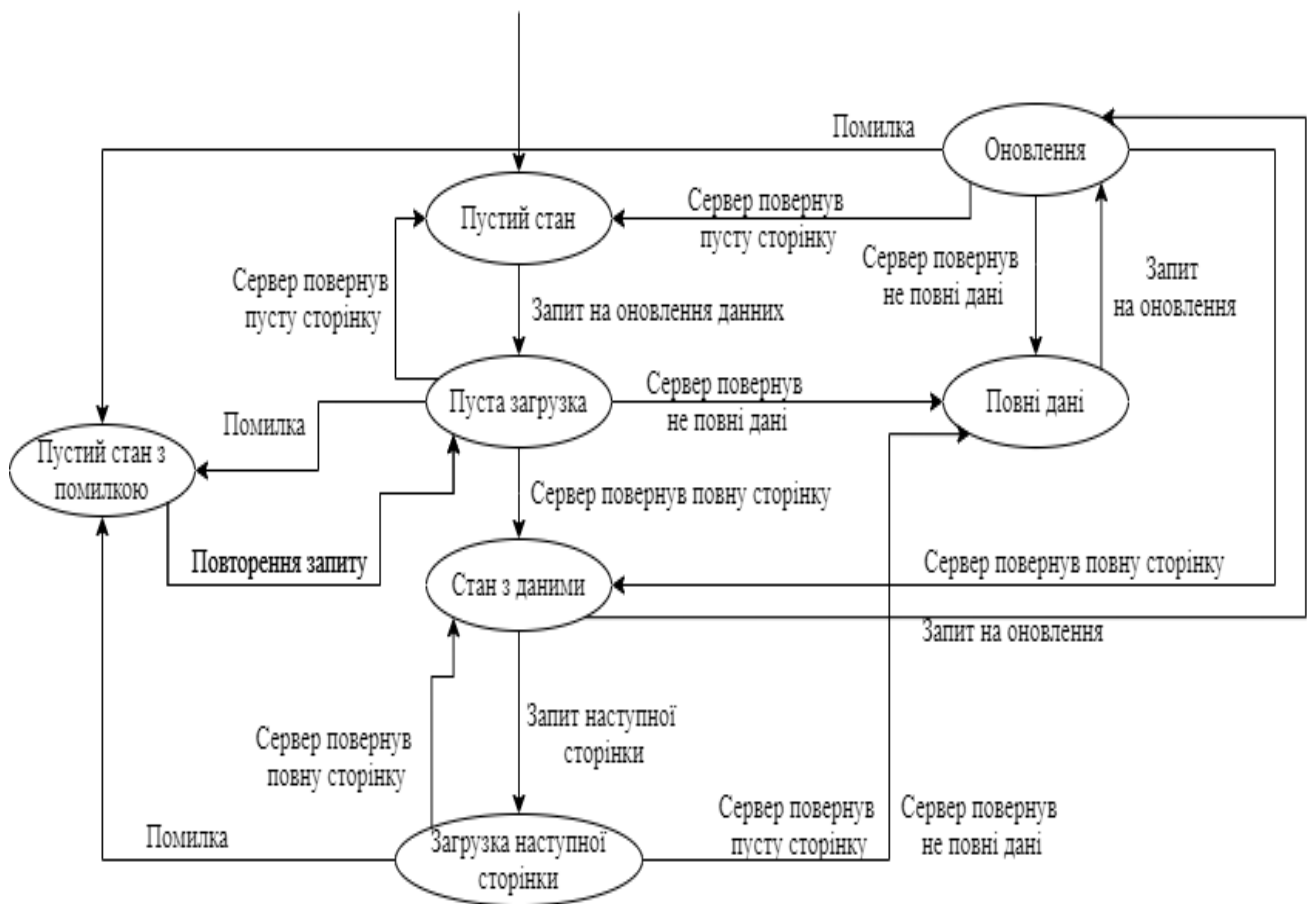 Помилка
Оновлення
Пустий стан
Сервер повернув
пусту сторінку
Сервер повернув
не повні дані
Запит
на оновлення
Сервер повернув
пусту сторінку
Запит на оновлення данних
Пуста загрузка
Сервер повернув
не повні дані
Повні дані
Помилка
Пустий стан з
помилкою
Сервер повернув повну сторінку
Повторення запиту
Стан з даними
Сервер повернув повну сторінку
Запит на оновлення
Запит наступної
сторінки
Сервер повернув
повну сторінку
Помилка
Загрузка наступної
сторінки
Сервер повернув
пусту сторінку
Сервер повернув
не повні дані